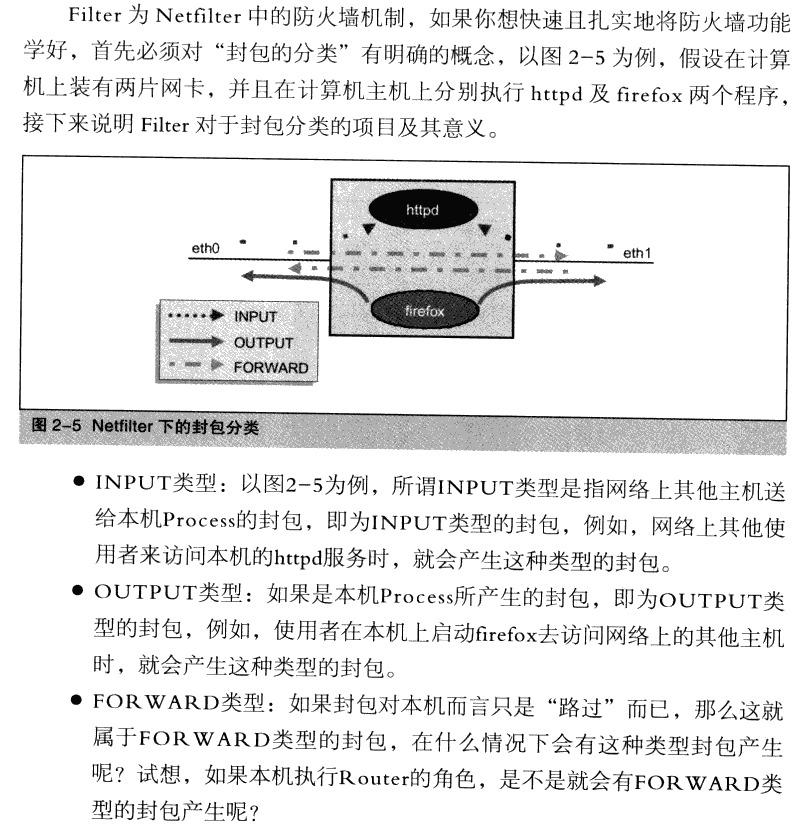 Filter 为 Netfilter 中的防火墙机制，如果你想快速且扎实地将防火墙功能
学好，首先必须对“封包的分类”有明确的概念，以图 2-5 为例，假设在计算
机上装有两片网卡，并且在计算机主机上分别执行 httpd 及 firefox 两个程序，
接下来说明 Filter 对于封包分类的项目及其意义。
httpd
eth0
eth1
firefox
INPUT
OUTPUT
FORWARD
图 2-5 Netfilter 下的封包分类
● INPUT类型：以图2-5为例，所谓INPUT类型是指网络上其他主机送
给本机Process的封包，即为INPUT类型的封包，例如，网络上其他使
用者来访问本机的httpd服务时，就会产生这种类型的封包。
● OUTPUT类型：如果是本机Process所产生的封包，即为OUTPUT类
型的封包，例如，使用者在本机上启动firefox去访问网络上的其他主机
时，就会产生这种类型的封包。
● FORWARD类型：如果封包对本机而言只是“路过”而已，那么这就
属于FORWARD类型的封包，在什么情况下会有这种类型封包产生
呢？试想，如果本机执行Router的角色，是不是就会有FORWARD类
型的封包产生呢？